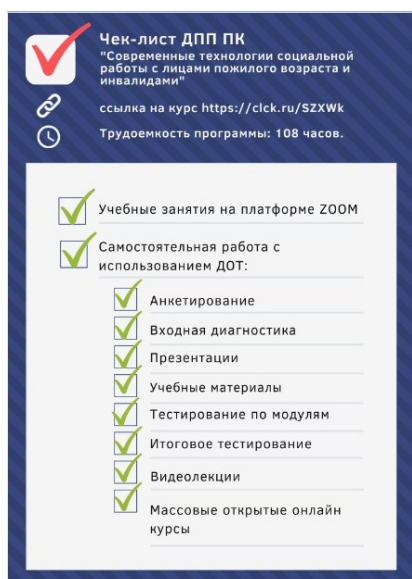 Чек-лист ДПП ПК
"Современные технологии социальной
работы с лицами пожилого возраста и
инвалидами"
ссылка на курс https://clck.ru/SZXWk
Трудоемкость программы: 108 часов.
Учебные занятия на платформе ZOOM
Самостоятельная работа с
использованием ДОТ:
Анкетирование
Входная диагностика
Презентации
Учебные материалы
Тестирование по модулям
Итоговое тестирование
Видеолекции
Массовые открытые онлайн
курсы